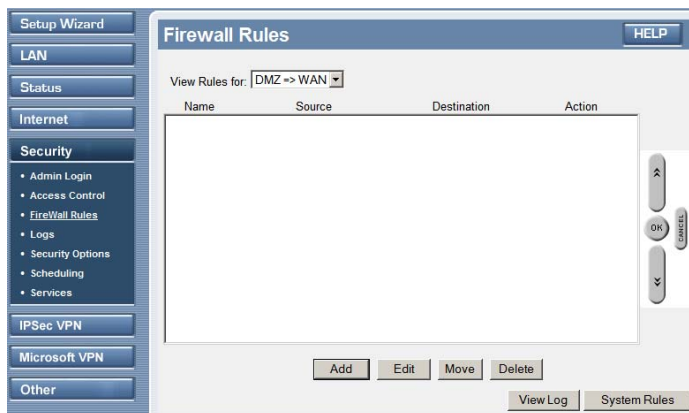 Setup Wizard
LAN
Status
Internet
Security
• Admin Login
• Access Control
• FireWall Rules
• Logs
• Security Options
• Scheduling
• Services
IPSec VPN
Microsoft VPN
Other
Firewall Rules
HELP
View Rules for: DMZ => WAN
Name Source Destination Action
OK
CANCEL
Add Edit Move Delete
View Log System Rules